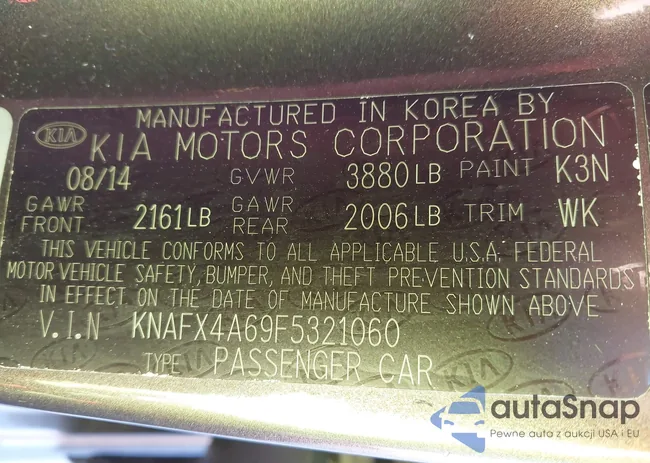 MANUFACTURED IN KOREA BY
KIA KIA MOTORS CORPORATION
08/14 GVWR 3880LB PAINT K3N
GAWR FRONT 2161LB GAWR REAR 2006LB TRIM WK
THIS VEHICLE CONFORMS TO ALL APPLICABLE U.S.A. FEDERAL
MOTOR VEHICLE SAFETY, BUMPER, AND THEFT PREVENTION STANDARDS
IN EFFECT ON THE DATE OF MANUFACTURE SHOWN ABOVE
V.I.N KNAFX4A69F5321060
TYPE PASSENGER CAR
KIA
autaSnap
Pewne auta z aukcji USA i EU